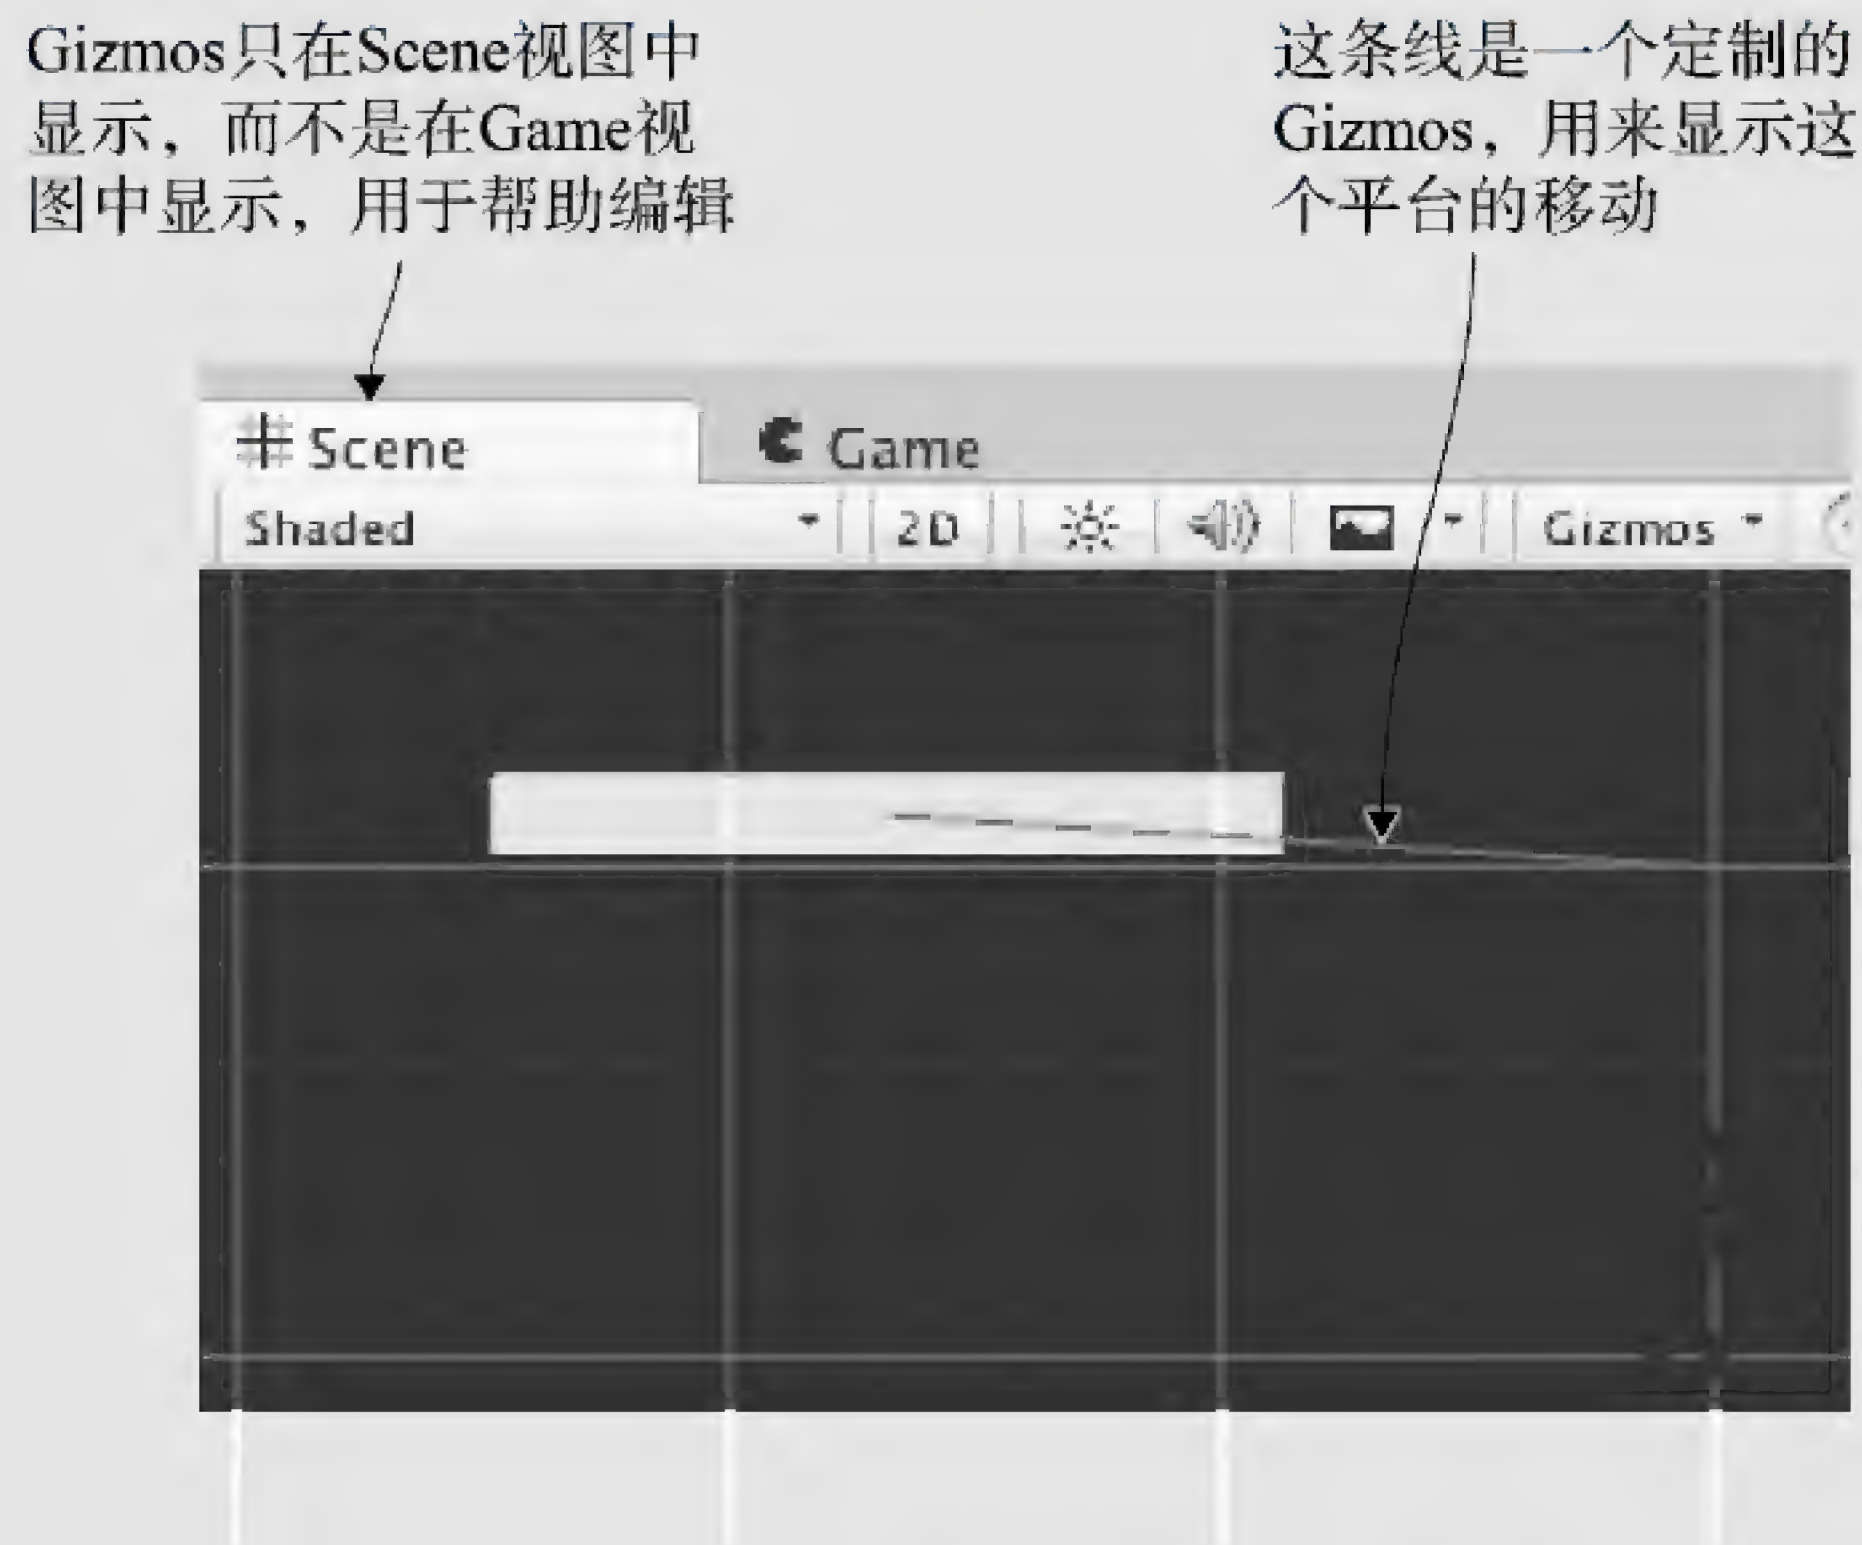 Gizmos只在Scene视图中
显示，而不是在Game视
图中显示，用于帮助编辑
这条线是一个定制的
Gizmos，用来显示这
个平台的移动
Scene
Game
Shaded
2D
Gizmos